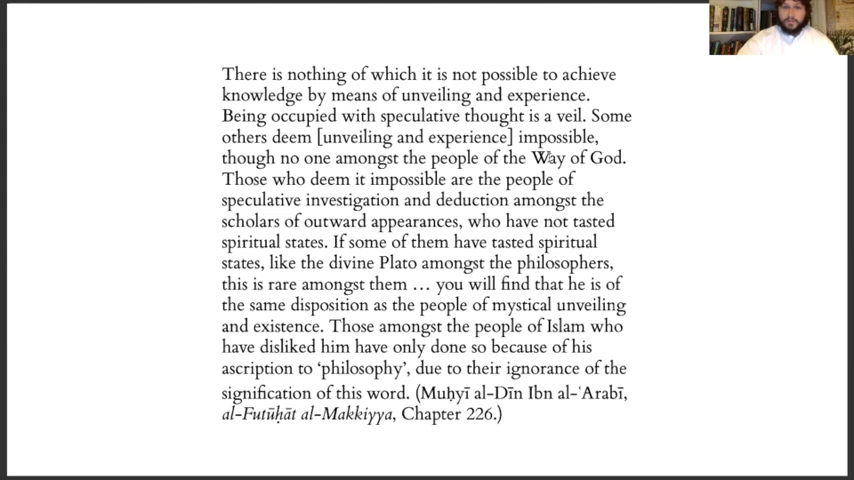 There is nothing of which it is not possible to achieve
knowledge by means of unveiling and experience.
Being occupied with speculative thought is a veil. Some
others deem [unveiling and experience] impossible,
though no one amongst the people of the Way of God.
Those who deem it impossible are the people of
speculative investigation and deduction amongst the
scholars of outward appearances, who have not tasted
spiritual states. If some of them have tasted spiritual
states, like the divine Plato amongst the philosophers,
this is rare amongst them … you will find that he is of
the same disposition as the people of mystical unveiling
and existence. Those amongst the people of Islam who
have disliked him have only done so because of his
ascription to ‘philosophy’, due to their ignorance of the
signification of this word. (Muḥyī al-Dīn Ibn al-ʿArabī,
al-Futūḥāt al-Makkiyya, Chapter 226.)